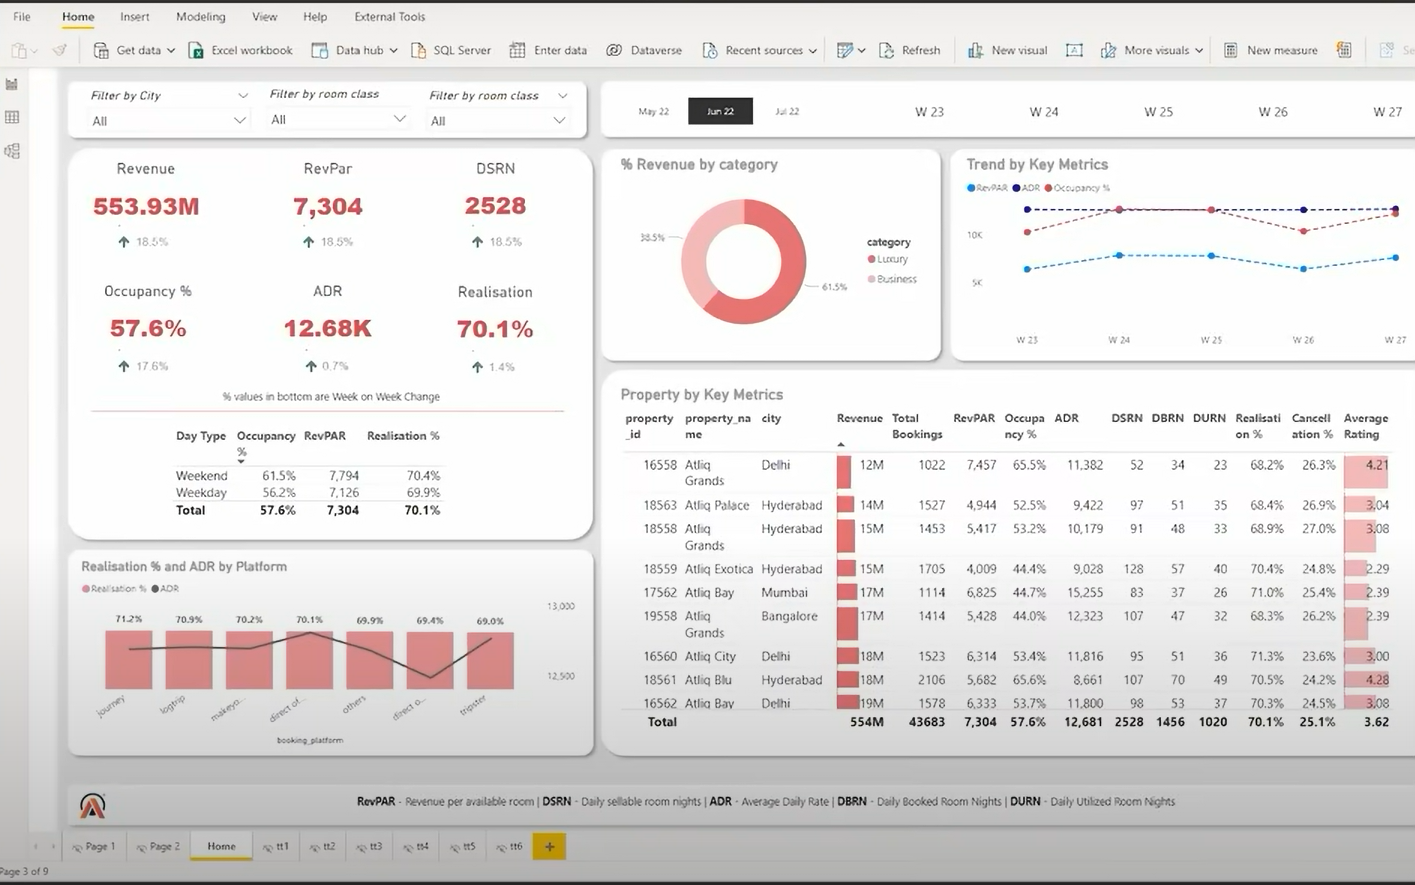 File Home Insert Modeling View Help External Tools
Get data Excel workbook Data hub SQL Server Enter data Dataverse Recent sources Refresh New visual More visuals New measure
Filter by City Filter by room class Filter by room class
All All All
May 22 Jun 22 Jul 22 W 23 W 24 W 25 W 26 W 27
Revenue RevPar DSRN
553.93M 7,304 2528
18.5% 18.5% 18.5%
Occupancy % ADR Realisation
57.6% 12.68K 70.1%
17.6% 0.7% 1.4%
% values in bottom are Week on Week Change
Day Type Occupancy RevPAR Realisation %
%
Weekend 61.5% 7,794 70.4%
Weekday 56.2% 7,126 69.9%
Total 57.6% 7,304 70.1%
% Revenue by category
38.5%
61.5%
category
Luxury
Business
Trend by Key Metrics
RevPAR ADR Occupancy %
10K
5K
W 23 W 24 W 25 W 26 W 27
Property by Key Metrics
property property_na city Revenue Total RevPAR Occupa ADR DSRN DBRN DURN Realisati Cancell Average
_id me Bookings ncy % on % ation % Rating
16558 Atliq Delhi 12M 1022 7,457 65.5% 11,382 52 34 23 68.2% 26.3% 4.21
Grands
18563 Atliq Palace Hyderabad 14M 1527 4,944 52.5% 9,422 97 51 35 68.4% 26.9% 3.04
18558 Atliq Hyderabad 15M 1453 5,417 53.2% 10,179 91 48 33 68.9% 27.0% 3.08
Grands
18559 Atliq Exotica Hyderabad 15M 1705 4,009 44.4% 9,028 128 57 40 70.4% 24.8% 2.29
17562 Atliq Bay Mumbai 17M 1114 6,825 44.7% 15,255 83 37 26 71.0% 25.4% 2.39
19558 Atliq Bangalore 17M 1414 5,428 44.0% 12,323 107 47 32 68.3% 26.2% 2.39
Grands
16560 Atliq City Delhi 18M 1523 6,314 53.4% 11,816 95 51 36 71.3% 23.6% 3.00
18561 Atliq Blu Hyderabad 18M 2106 5,682 65.6% 8,661 107 70 49 70.5% 24.2% 4.28
16562 Atliq Bay Delhi 19M 1578 6,333 53.7% 11,800 98 53 37 70.3% 24.5% 3.08
Total 554M 43683 7,304 57.6% 12,681 2528 1456 1020 70.1% 25.1% 3.62
Realisation % and ADR by Platform
Realisation % ADR
13,000
71.2% 70.9% 70.2% 70.1% 69.9% 69.4% 69.0%
12,500
journey logtrip makeyo... direct of... others direct o... tripster
booking_platform
RevPAR - Revenue per available room | DSRN - Daily sellable room nights | ADR - Average Daily Rate | DBRN - Daily Booked Room Nights | DURN - Daily Utilized Room Nights
Page 1 Page 2 Home tt1 tt2 tt3 tt4 tt5 tt6 +
Page 3 of 9